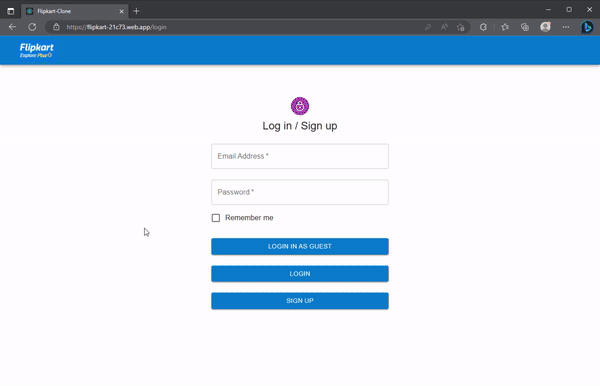 Flipkart-Clone
https://flipkart-21c73.web.app/login
Flipkart
Explore Plus
Log in / Sign up
Email Address *
Password *
Remember me
LOGIN IN AS GUEST
LOGIN
SIGN UP